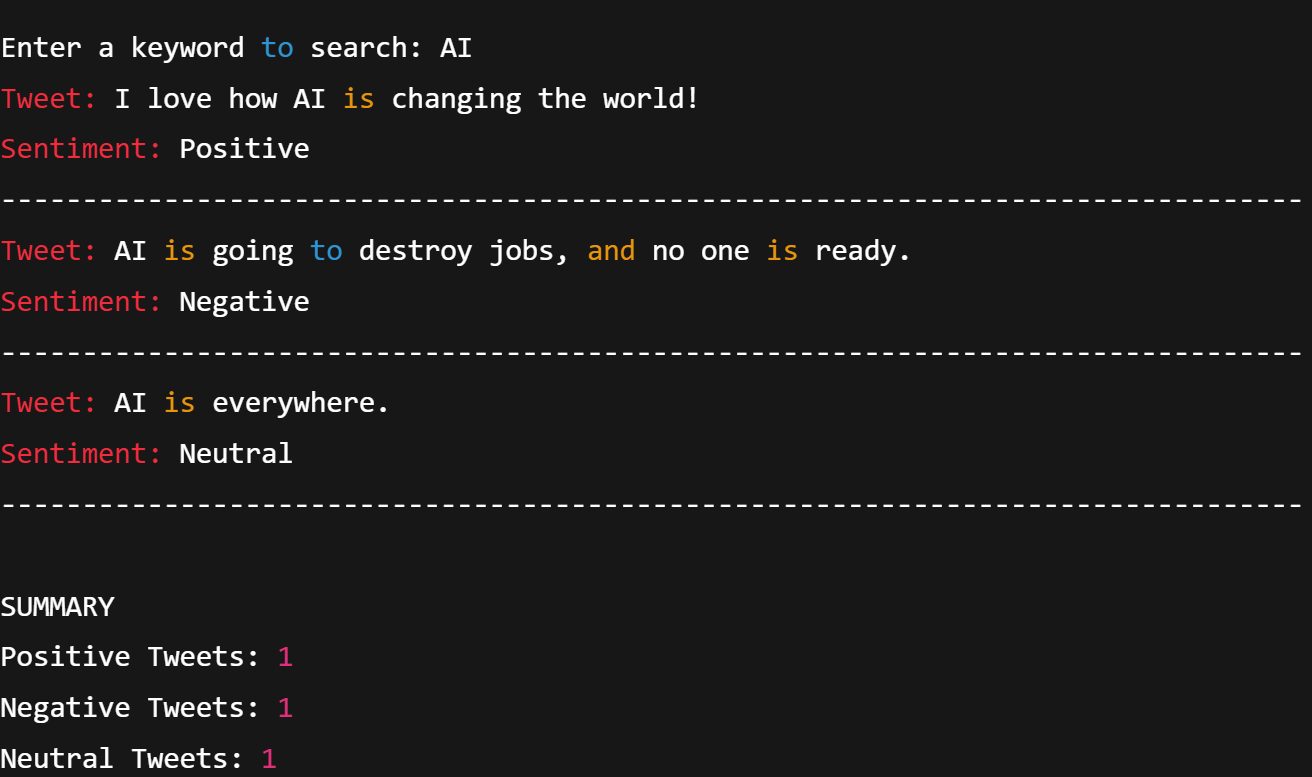 Enter a keyword to search: AI
Tweet: I love how AI is changing the world!
Sentiment: Positive
--------------------------------------------------------------------------------
Tweet: AI is going to destroy jobs, and no one is ready.
Sentiment: Negative
--------------------------------------------------------------------------------
Tweet: AI is everywhere.
Sentiment: Neutral
--------------------------------------------------------------------------------
SUMMARY
Positive Tweets: 1
Negative Tweets: 1
Neutral Tweets: 1